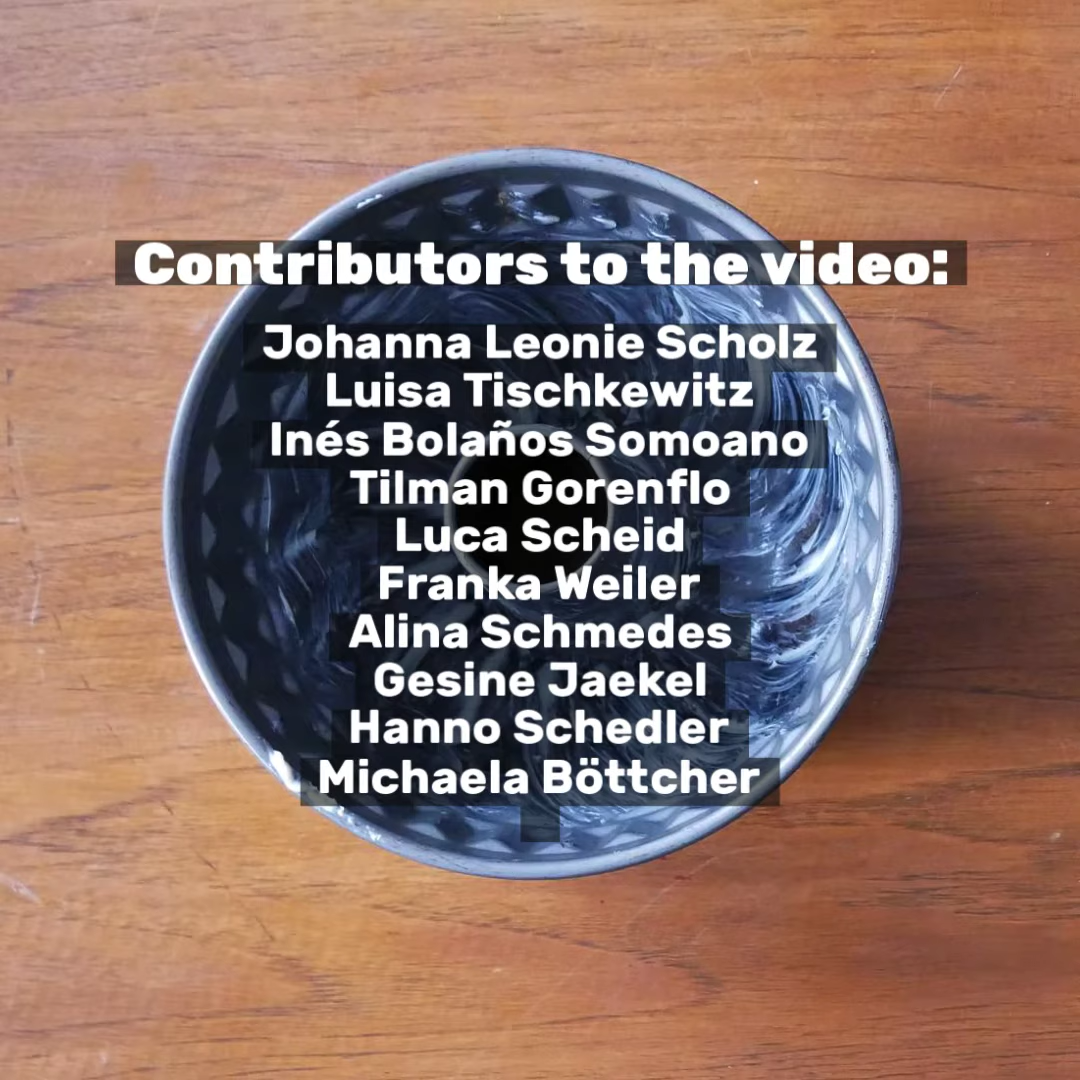 Contributors to the video:
Johanna Leonie Scholz
Luisa Tischkewitz
Inés Bolaños Somoano
Tilman Gorenflo
Luca Scheid
Franka Weiler
Alina Schmedes
Gesine Jaekel
Hanno Schedler
Michaela Böttcher